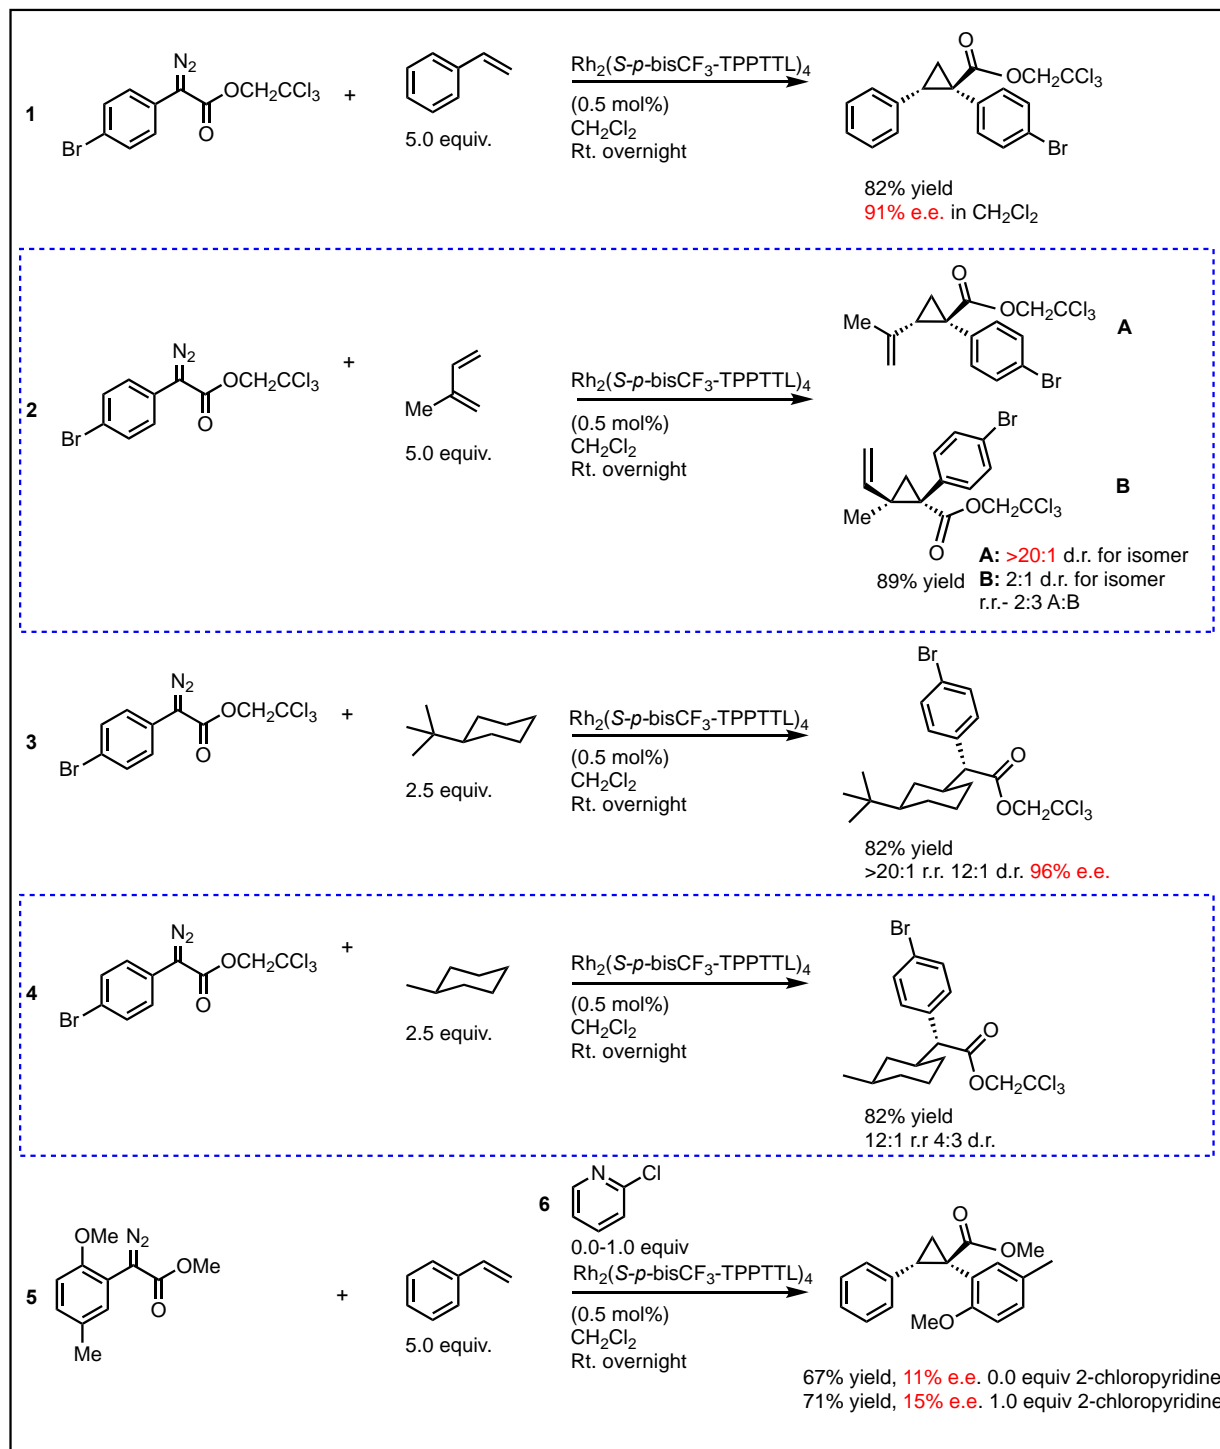 1
N2
OCH2CCl3
O
Br
+
5.0 equiv.
Rh2(S-p-bisCF3-TPPTTL)4
(0.5 mol%)
CH2Cl2
Rt. overnight
O
OCH2CCl3
Br
82% yield
91% e.e. in CH2Cl2
2
N2
OCH2CCl3
O
Br
+
Me
5.0 equiv.
Rh2(S-p-bisCF3-TPPTTL)4
(0.5 mol%)
CH2Cl2
Rt. overnight
O
OCH2CCl3
Me
Br
A
Br
Me
OCH2CCl3
O
B
89% yield
A: >20:1 d.r. for isomer
B: 2:1 d.r. for isomer
r.r.- 2:3 A:B
3
N2
OCH2CCl3
O
Br
+
2.5 equiv.
Rh2(S-p-bisCF3-TPPTTL)4
(0.5 mol%)
CH2Cl2
Rt. overnight
Br
O
OCH2CCl3
82% yield
>20:1 r.r. 12:1 d.r. 96% e.e.
4
N2
OCH2CCl3
O
Br
+
2.5 equiv.
Rh2(S-p-bisCF3-TPPTTL)4
(0.5 mol%)
CH2Cl2
Rt. overnight
Br
O
OCH2CCl3
82% yield
12:1 r.r 4:3 d.r.
5
OMe
N2
OMe
O
Me
+
5.0 equiv.
6
N
Cl
0.0-1.0 equiv
Rh2(S-p-bisCF3-TPPTTL)4
(0.5 mol%)
CH2Cl2
Rt. overnight
O
OMe
MeO
67% yield, 11% e.e. 0.0 equiv 2-chloropyridine
71% yield, 15% e.e. 1.0 equiv 2-chloropyridine